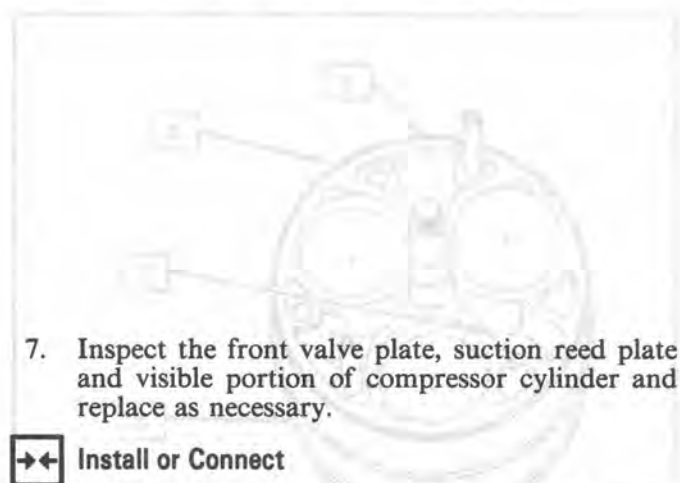 7. Inspect the front valve plate, suction reed plate
and visible portion of compressor cylinder and
replace as necessary.
Install or Connect